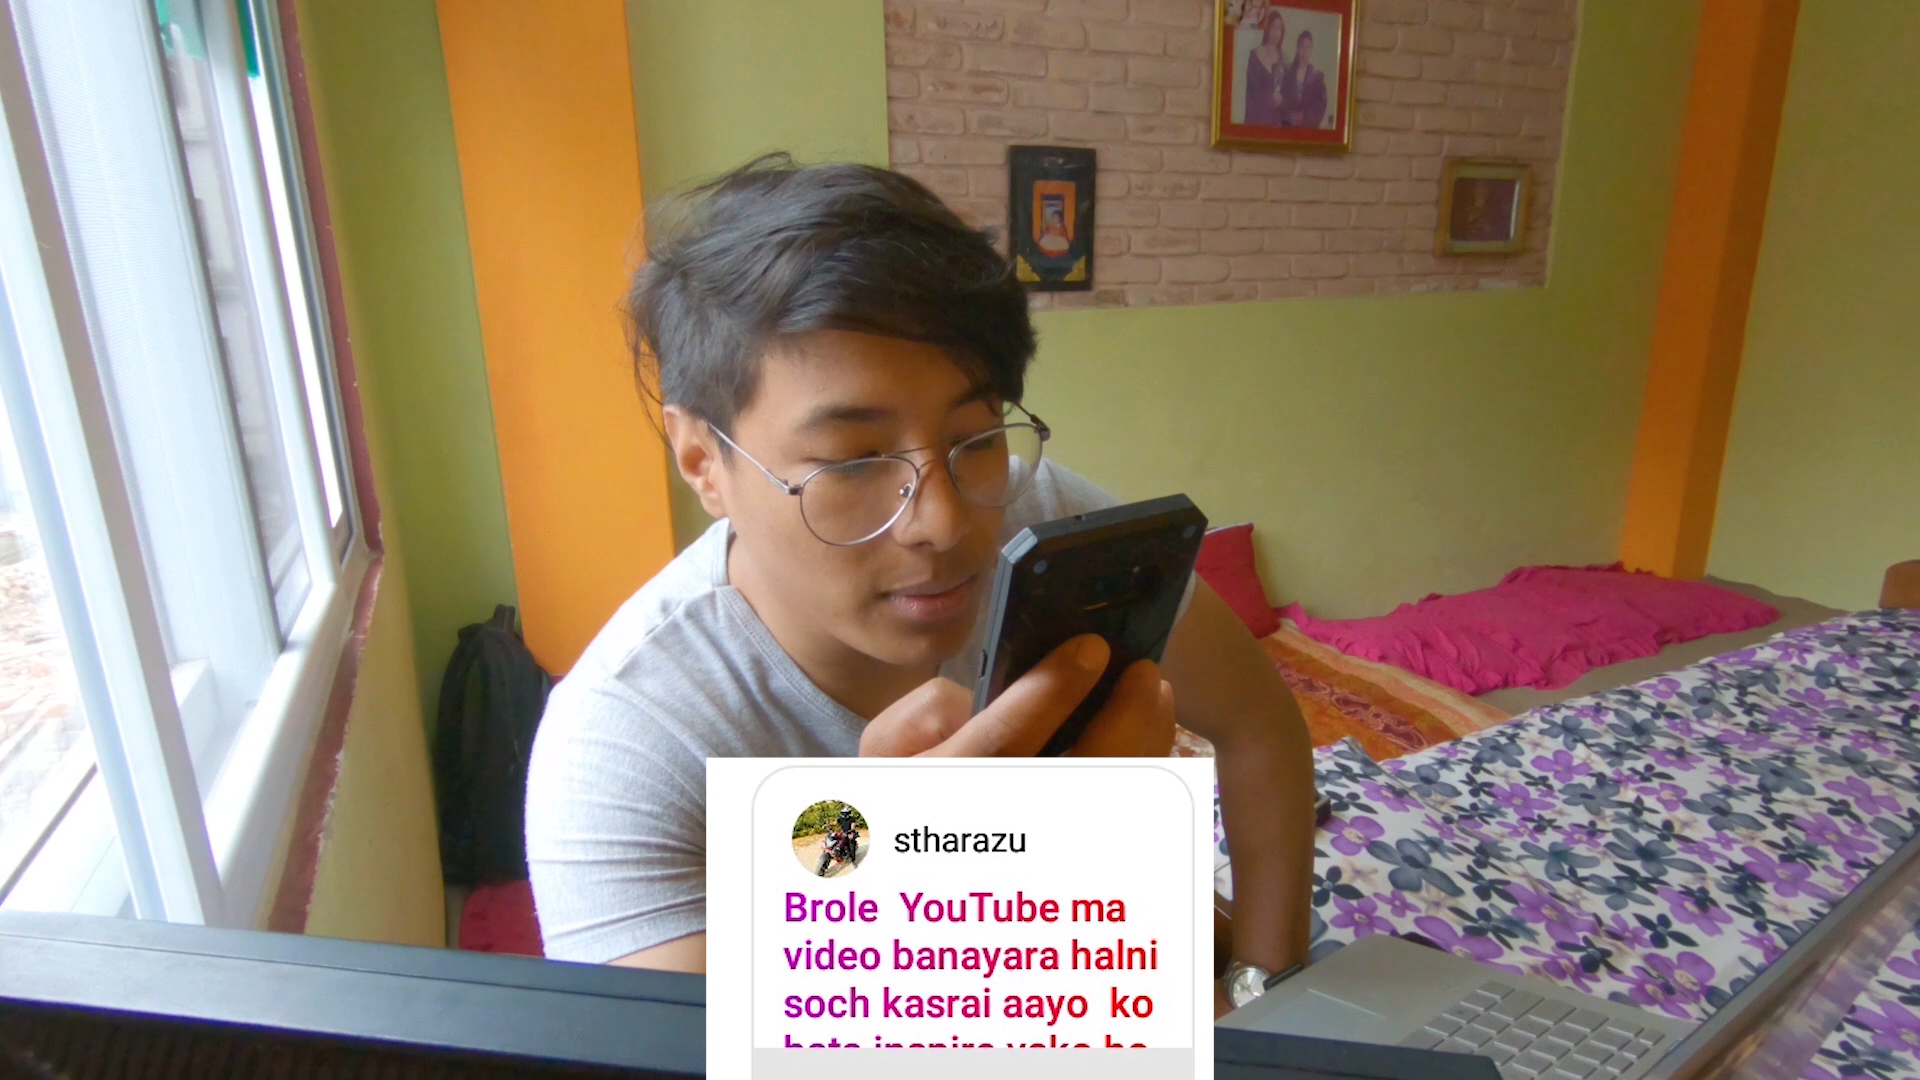 stharazu
Brole YouTube ma
video banayara halni
soch kasrai aayo ko